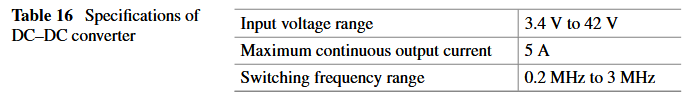 Table 16 Specifications of
DC–DC converter
Input voltage range 3.4 V to 42 V
Maximum continuous output current 5 A
Switching frequency range 0.2 MHz to 3 MHz